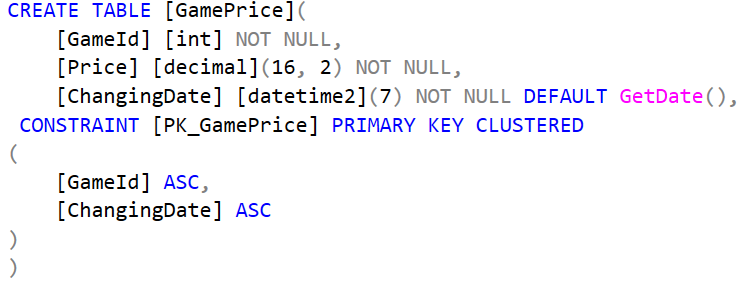 CREATE TABLE [GamePrice](
    [GameId] [int] NOT NULL,
    [Price] [decimal](16, 2) NOT NULL,
    [ChangingDate] [datetime2](7) NOT NULL DEFAULT GetDate(),
 CONSTRAINT [PK_GamePrice] PRIMARY KEY CLUSTERED
(
    [GameId] ASC,
    [ChangingDate] ASC
)
)